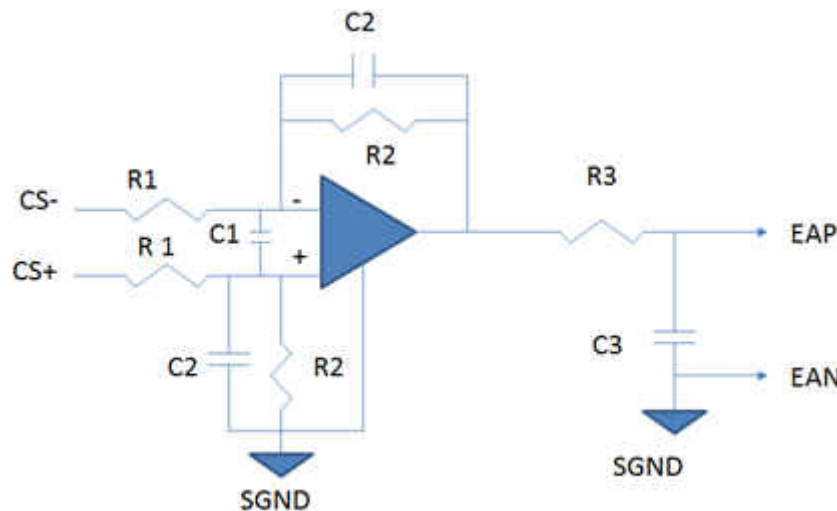 C2
R2
R1
CS-
-
R3
C1
R 1
EAP
CS+
+
C2
R2
C3
EAN
SGND
SGND